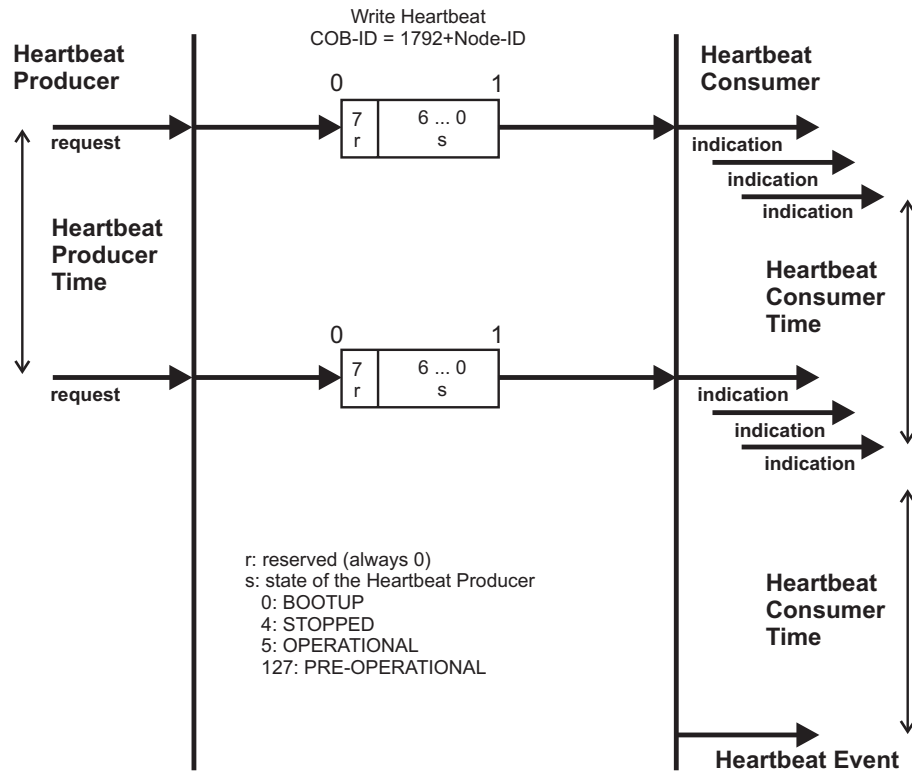 Write Heartbeat
COB-ID = 1792+Node-ID
Heartbeat
Producer
Heartbeat
Consumer
0 1
7 6 ... 0
r s
request
indication
indication
indication
Heartbeat
Producer
Time
Heartbeat
Consumer
Time
0 1
7 6 ... 0
r s
request
indication
indication
indication
r: reserved (always 0)
s: state of the Heartbeat Producer
0: BOOTUP
4: STOPPED
5: OPERATIONAL
127: PRE-OPERATIONAL
Heartbeat
Consumer
Time
Heartbeat Event